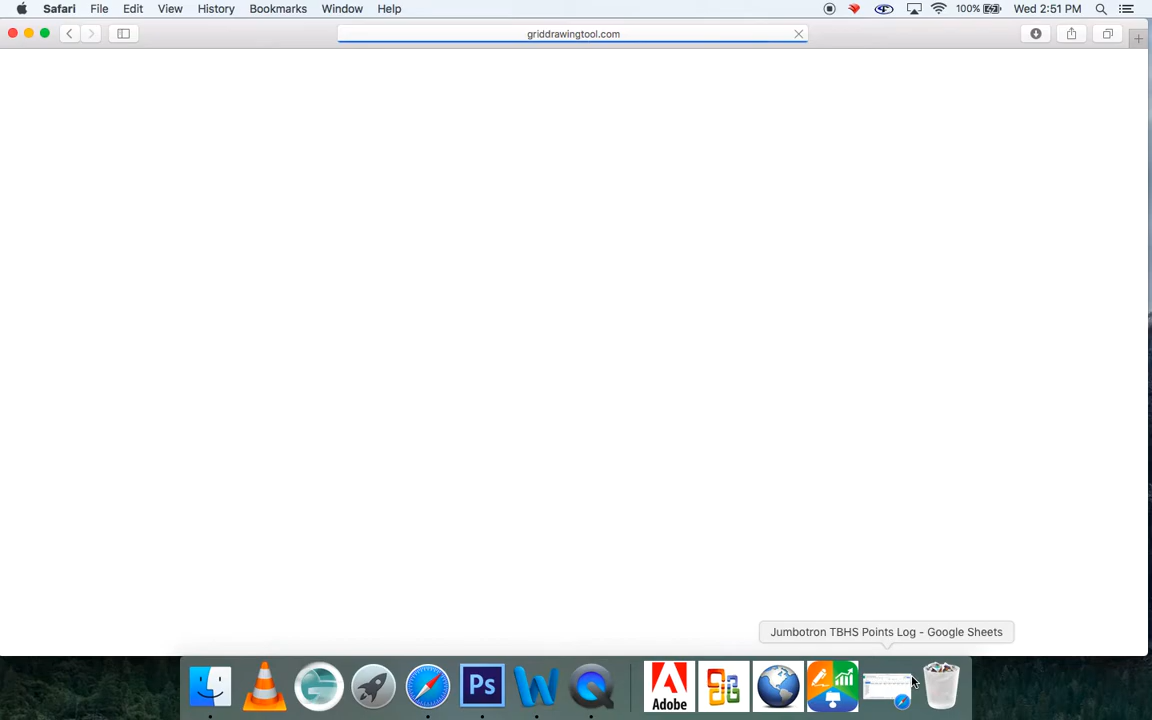 Safari File Edit View History Bookmarks Window Help 100% Wed 2:51 PM
griddrawingtool.com
Jumbotron TBHS Points Log - Google Sheets
Ps W Adobe